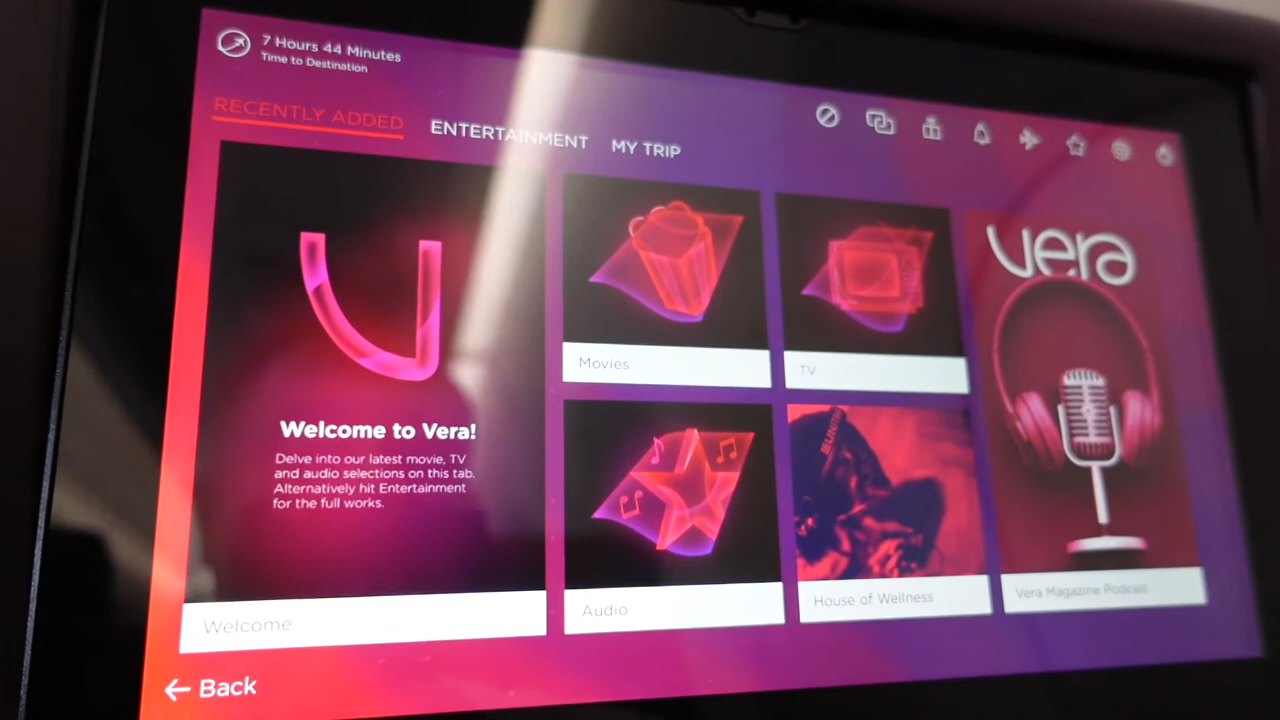 7 Hours 44 Minutes
Time to Destination
RECENTLY ADDED
ENTERTAINMENT
MY TRIP
Welcome to Vera!
Delve into our latest movie, TV
and audio selections on this tab.
Alternatively hit Entertainment
for the full works.
Welcome
Movies
TV
Audio
House of Wellness
vera
Vera Magazine Podcast
← Back